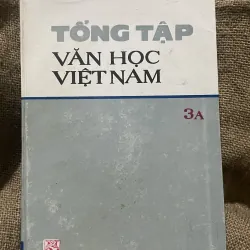 TỔNG TẬP
VĂN HỌC
VIỆT NAM
3A